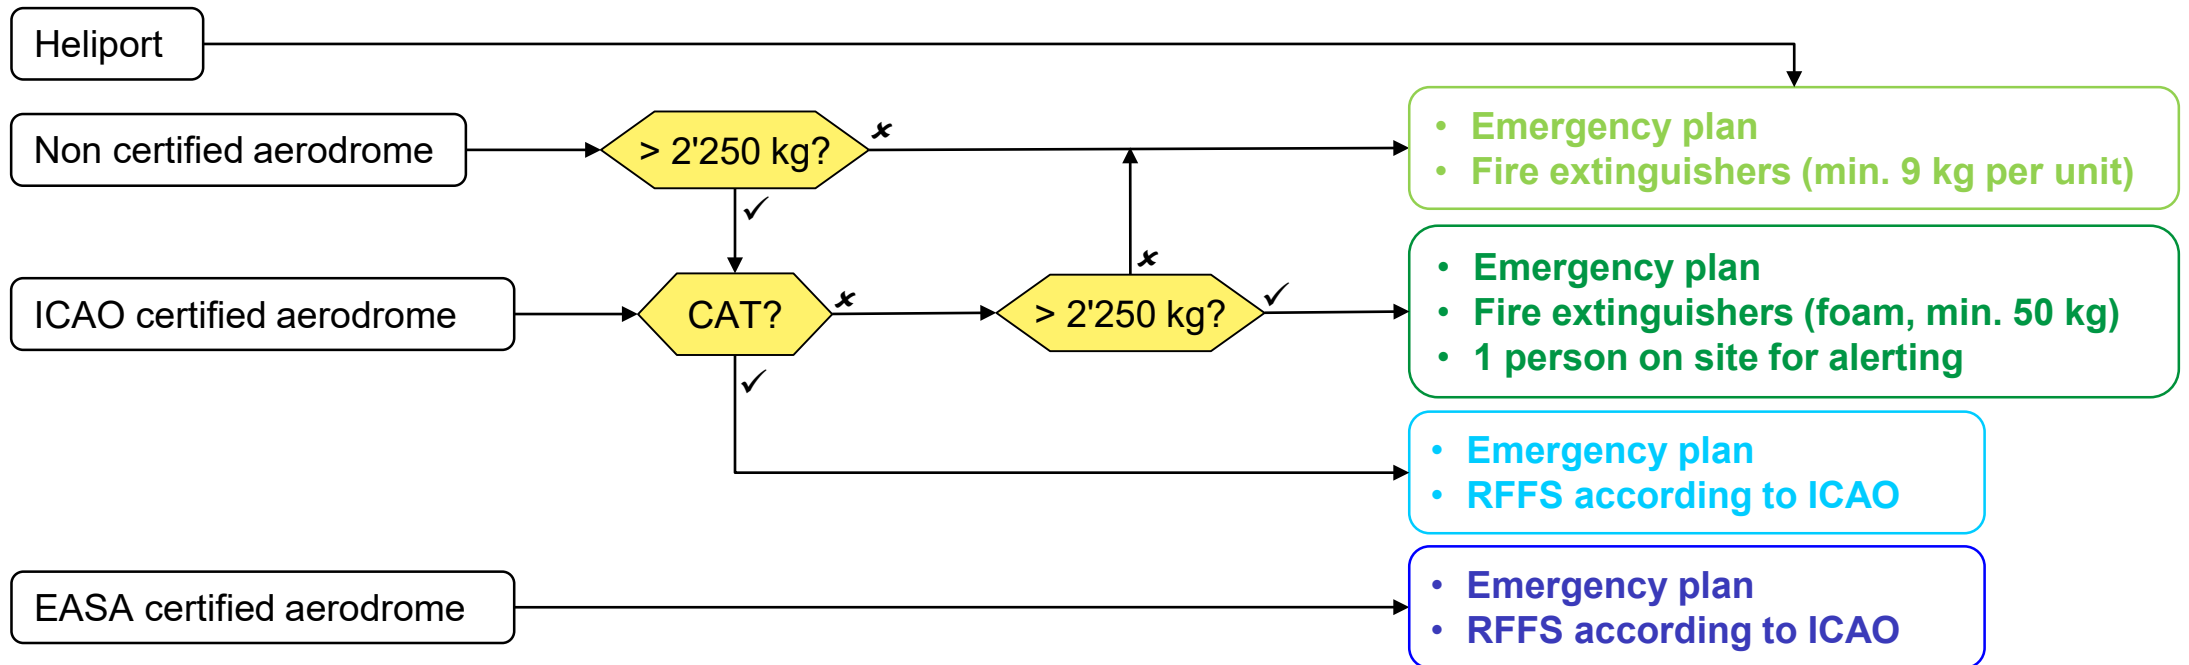 Heliport
Non certified aerodrome
> 2'250 kg?
✘
• Emergency plan
• Fire extinguishers (min. 9 kg per unit)
✓
ICAO certified aerodrome
CAT?
✘
> 2'250 kg?
✘
✓
• Emergency plan
• Fire extinguishers (foam, min. 50 kg)
• 1 person on site for alerting
✓
• Emergency plan
• RFFS according to ICAO
EASA certified aerodrome
• Emergency plan
• RFFS according to ICAO